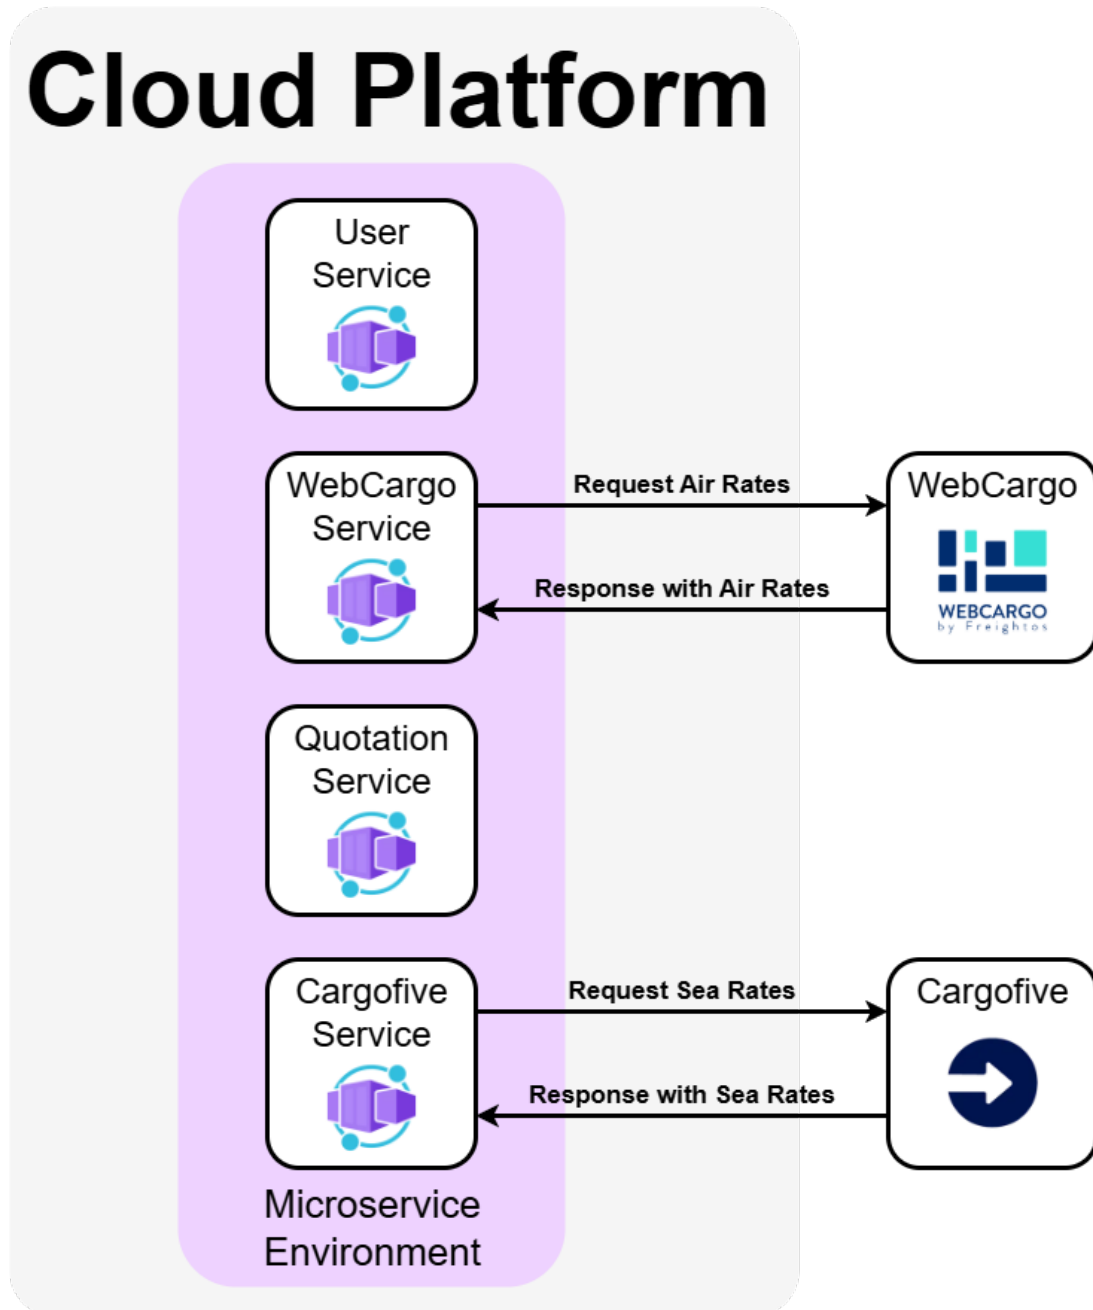 Cloud Platform
User
Service
WebCargo
Service
Request Air Rates
Response with Air Rates
WebCargo
WEBCARGO
by Freightos
Quotation
Service
Cargofive
Service
Request Sea Rates
Response with Sea Rates
Cargofive
Microservice
Environment